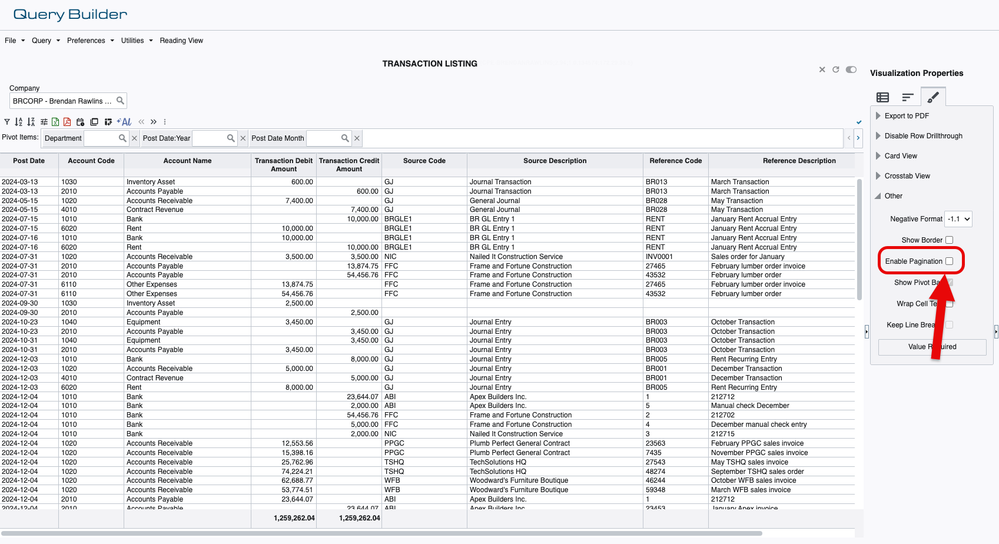 Query Builder
File Query Preferences Utilities Reading View
TRANSACTION LISTING
Visualization Properties
Company
BRCORP - Brendan Rawlins ...
AI
Pivot Items: Department Post Date:Year Post Date Month
Post Date Account Code Account Name Transaction Debit Amount Transaction Credit Amount Source Code Source Description Reference Code Reference Description
2024-03-13 1030 Inventory Asset 600.00 GJ Journal Transaction BR013 March Transaction
2024-03-13 2010 Accounts Payable 600.00 GJ Journal Transaction BR013 March Transaction
2024-05-15 1020 Accounts Receivable 7,400.00 GJ General Journal BR028 May Transaction
2024-05-15 4010 Contract Revenue 7,400.00 GJ General Journal BR028 May Transaction
2024-07-15 1010 Bank 10,000.00 BRGLE1 BR GL Entry 1 RENT January Rent Accrual Entry
2024-07-15 6020 Rent 10,000.00 BRGLE1 BR GL Entry 1 RENT January Rent Accrual Entry
2024-07-16 1010 Bank 10,000.00 BRGLE1 BR GL Entry 1 RENT January Rent Accrual Entry
2024-07-16 6020 Rent 10,000.00 BRGLE1 BR GL Entry 1 RENT January Rent Accrual Entry
2024-07-31 1020 Accounts Receivable 3,500.00 3,500.00 NIC Nailed It Construction Service INV0001 Sales order for January
2024-07-31 2010 Accounts Payable 13,874.75 FFC Frame and Fortune Construction 27465 February lumber order invoice
2024-07-31 2010 Accounts Payable 54,456.76 FFC Frame and Fortune Construction 43532 February lumber order
2024-07-31 6110 Other Expenses 13,874.75 FFC Frame and Fortune Construction 27465 February lumber order invoice
2024-07-31 6110 Other Expenses 54,456.76 FFC Frame and Fortune Construction 43532 February lumber order
2024-09-30 1030 Inventory Asset 2,500.00
2024-09-30 2010 Accounts Payable 2,500.00
2024-10-23 1040 Equipment 3,450.00 GJ Journal Entry BR003 October Transaction
2024-10-23 2010 Accounts Payable 3,450.00 GJ Journal Entry BR003 October Transaction
2024-10-31 1040 Equipment 3,450.00 GJ Journal Entry BR003 October Transaction
2024-10-31 2010 Accounts Payable 3,450.00 GJ Journal Entry BR003 October Transaction
2024-12-03 1010 Bank 8,000.00 GJ Journal Entry BR005 Rent Recurring Entry
2024-12-03 1020 Accounts Receivable 5,000.00 GJ Journal Entry BR001 December Transaction
2024-12-03 4010 Contract Revenue 5,000.00 GJ Journal Entry BR001 December Transaction
2024-12-03 6020 Rent 8,000.00 GJ Journal Entry BR005 Rent Recurring Entry
2024-12-04 1010 Bank 23,644.07 ABI Apex Builders Inc. 1 212712
2024-12-04 1010 Bank 2,000.00 ABI Apex Builders Inc. 5 Manual check December
2024-12-04 1010 Bank 54,456.76 FFC Frame and Fortune Construction 2 212702
2024-12-04 1010 Bank 5,000.00 FFC Frame and Fortune Construction 4 December manual check entry
2024-12-04 1010 Bank 2,000.00 NIC Nailed It Construction Service 3 212715
2024-12-04 1020 Accounts Receivable 12,553.56 PPGC Plumb Perfect General Contract 23563 February PPGC sales invoice
2024-12-04 1020 Accounts Receivable 15,398.16 PPGC Plumb Perfect General Contract 7435 November PPGC sales invoice
2024-12-04 1020 Accounts Receivable 25,762.96 TSHQ TechSolutions HQ 27543 May TSHQ sales invoice
2024-12-04 1020 Accounts Receivable 74,224.21 TSHQ TechSolutions HQ 48274 September TSHQ sales order
2024-12-04 1020 Accounts Receivable 62,688.77 WFB Woodward's Furniture Boutique 46244 October WFB sales invoice
2024-12-04 1020 Accounts Receivable 53,774.51 WFB Woodward's Furniture Boutique 59348 March WFB sales invoice
2024-12-04 2010 Accounts Payable 23,644.07 ABI Apex Builders Inc. 1 212712
2024-12-04 2010 Accounts Payable 23,644.07 ABI Apex Builders Inc. 23453 January Apex invoice
1,259,262.04 1,259,262.04
Export to PDF
Disable Row Drillthrough
Card View
Crosstab View
Other
Negative Format -1.1
Show Border
Enable Pagination
Show Pivot Ba
Wrap Cell Te
Keep Line Brea
Value R uired